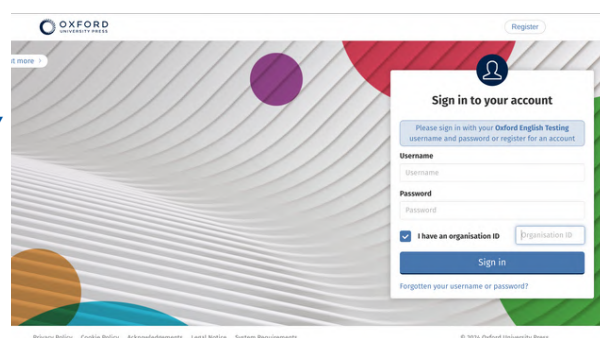 OXFORD
UNIVERSITY PRESS
Register
t more >
Sign in to your account
Please sign in with your Oxford English Testing
username and password or register for an account
Username
Username
Password
Password
I have an organisation ID
Organisation ID
Sign in
Forgotten your username or password?
Privacy Policy Cookie Policy Acknowledgements Legal Notice System Requirements
© 2024 Oxford University Press